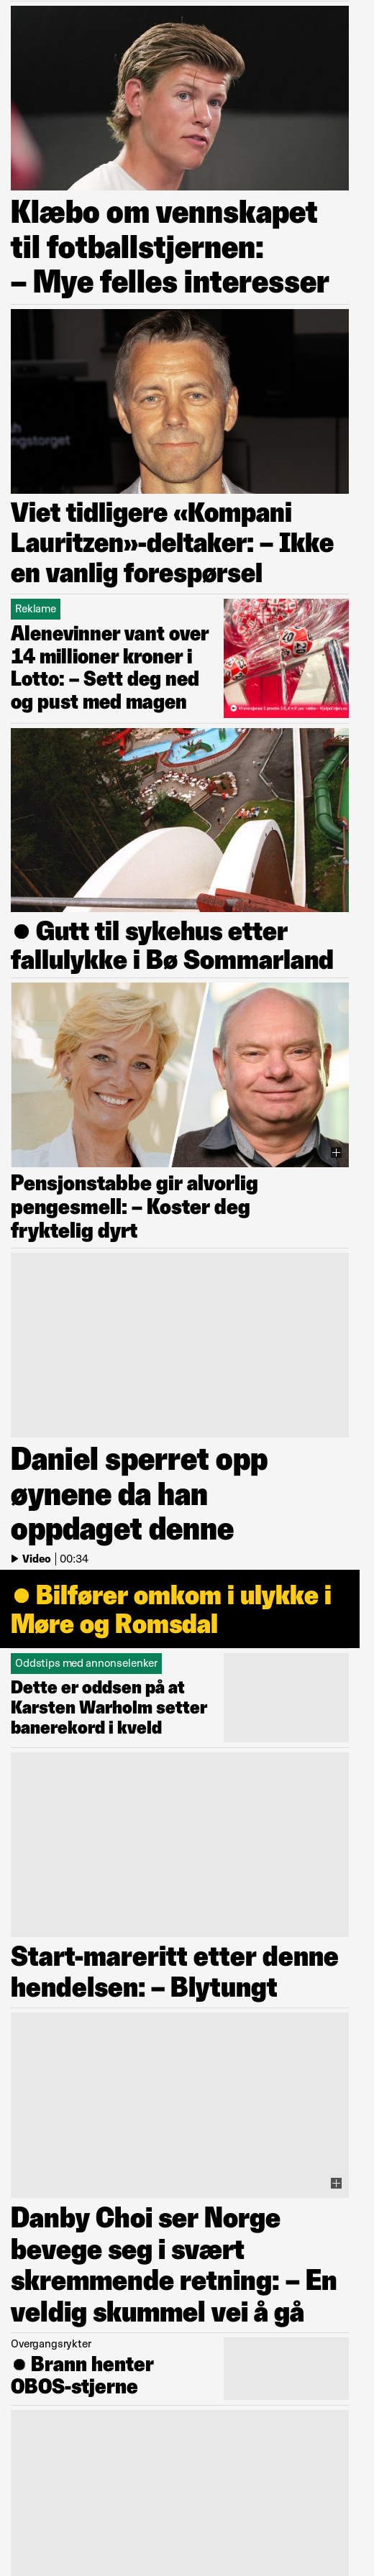 Klæbo om vennskapet
til fotballstjernen:
– Mye felles interesser
ngstorget
Viet tidligere «Kompani
Lauritzen»-deltaker: – Ikke
en vanlig forespørsel
Reklame
Alenevinner vant over
14 millioner kroner i
Lotto: – Sett deg ned
og pust med magen
20
● Gutt til sykehus etter
fallulykke i Bø Sommarland
Pensjonstabbe gir alvorlig
pengesmell: – Koster deg
fryktelig dyrt
Daniel sperret opp
øynene da han
oppdaget denne
Video | 00:34
● Bilfører omkom i ulykke i
Møre og Romsdal
Oddstips med annonselenker
Dette er oddsen på at
Karsten Warholm setter
banerekord i kveld
Start-mareritt etter denne
hendelsen: – Blytungt
Danby Choi ser Norge
bevege seg i svært
skremmende retning: – En
veldig skummel vei å gå
Overgangsrykter
● Brann henter
OBOS-stjerne